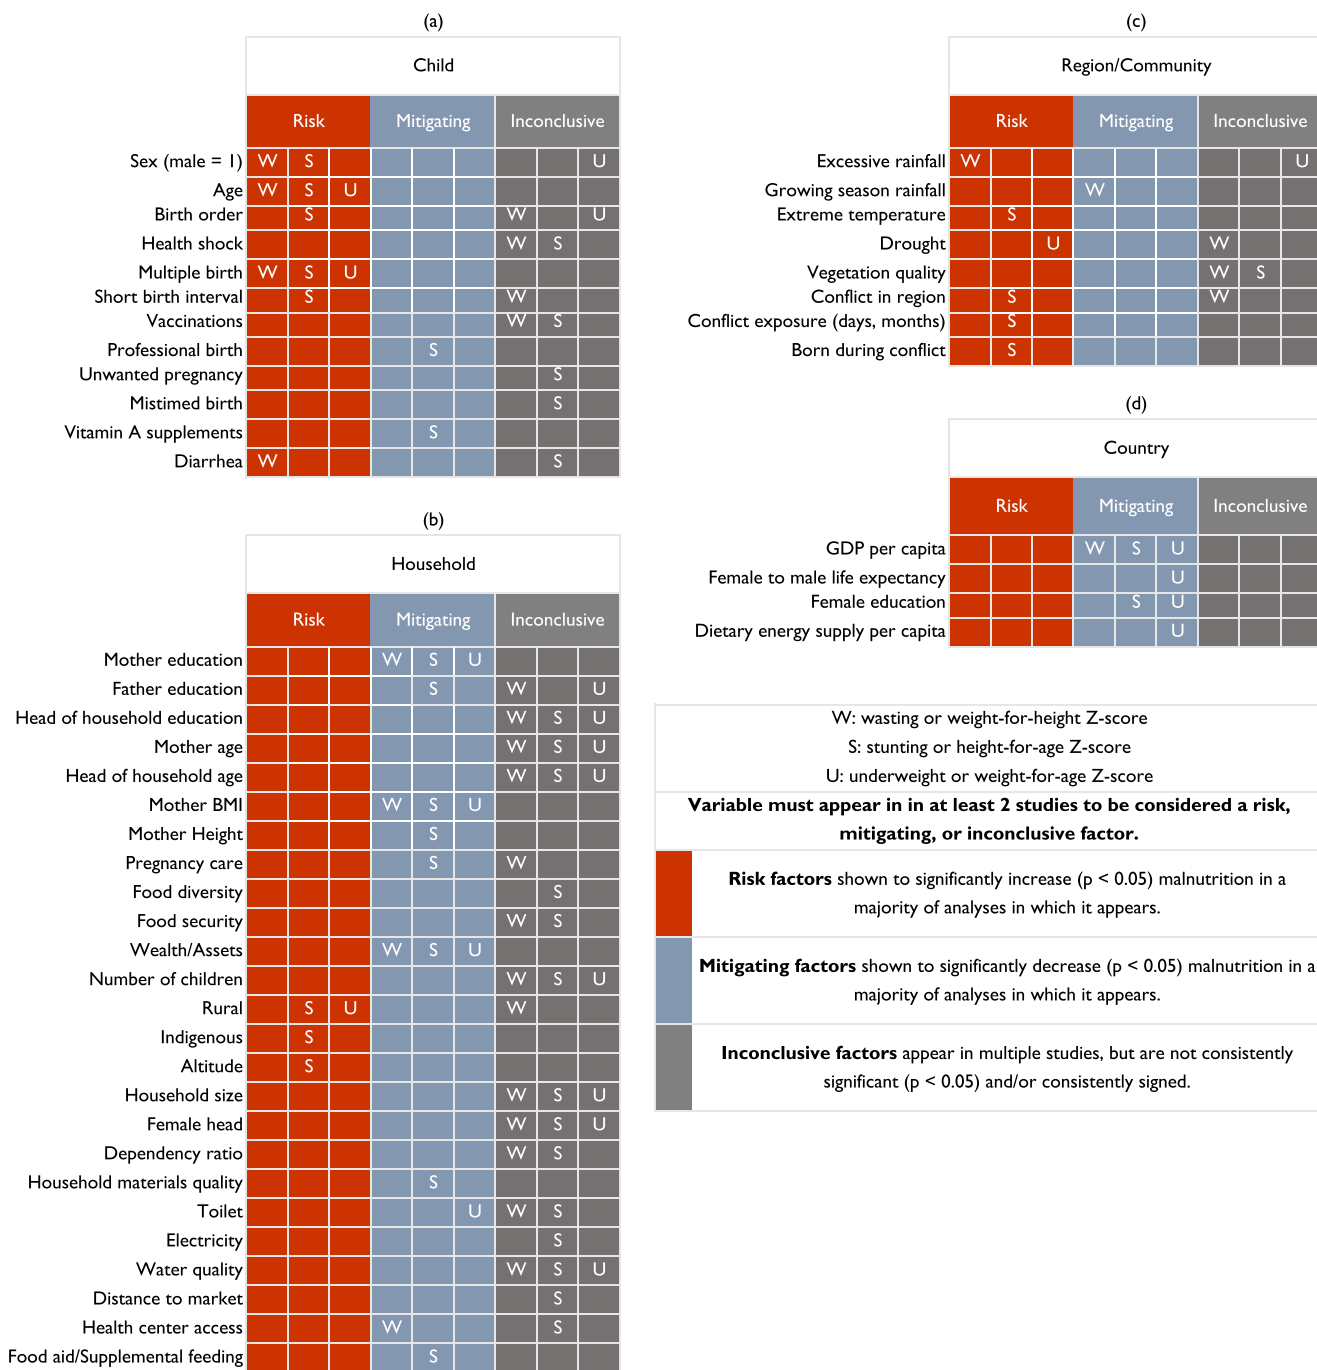 (a)
Child
Risk Mitigating Inconclusive
Sex (male = 1) W S U
Age W S U
Birth order S W U
Health shock W S
Multiple birth W S U
Short birth interval S W
Vaccinations W S
Professional birth S
Unwanted pregnancy S
Mistimed birth S
Vitamin A supplements S
Diarrhea W S
(b)
Household
Risk Mitigating Inconclusive
Mother education W S U
Father education S W U
Head of household education W S U
Mother age W S U
Head of household age W S U
Mother BMI W S U
Mother Height S
Pregnancy care S W
Food diversity S
Food security W S
Wealth/Assets W S U
Number of children W S U
Rural S U W
Indigenous S
Altitude S
Household size W S U
Female head W S U
Dependency ratio W S
Household materials quality S
Toilet U W S
Electricity S
Water quality W S U
Distance to market S
Health center access W S
Food aid/Supplemental feeding S
(c)
Region/Community
Risk Mitigating Inconclusive
Excessive rainfall W U
Growing season rainfall W
Extreme temperature S
Drought U W
Vegetation quality W S
Conflict in region S W
Conflict exposure (days, months) S
Born during conflict S
(d)
Country
Risk Mitigating Inconclusive
GDP per capita W S U
Female to male life expectancy U
Female education S U
Dietary energy supply per capita U
W: wasting or weight-for-height Z-score
S: stunting or height-for-age Z-score
U: underweight or weight-for-age Z-score
Variable must appear in in at least 2 studies to be considered a risk,
mitigating, or inconclusive factor.
Risk factors shown to significantly increase (p < 0.05) malnutrition in a
majority of analyses in which it appears.
Mitigating factors shown to significantly decrease (p < 0.05) malnutrition in a
majority of analyses in which it appears.
Inconclusive factors appear in multiple studies, but are not consistently
significant (p < 0.05) and/or consistently signed.